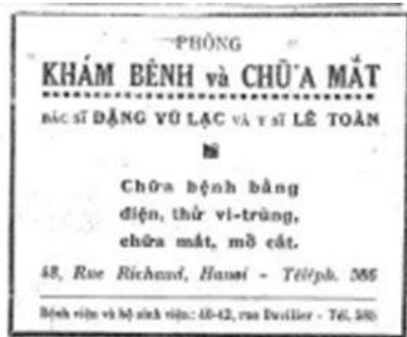 PHÒNG
KHÁM BỆNH và CHỮA MẮT
BÁC SĨ ĐẶNG VŨ LẠC VÀ Y SĨ LÊ TOÀN
Chữa bệnh bằng
điện, thử vi-trùng,
chữa mắt, mổ cắt.
48, Rue Richaud, Hanoi - Téléph. 586
Bệnh viện và hộ sinh viện: 40-42, rue Duvillier - Tél. 585